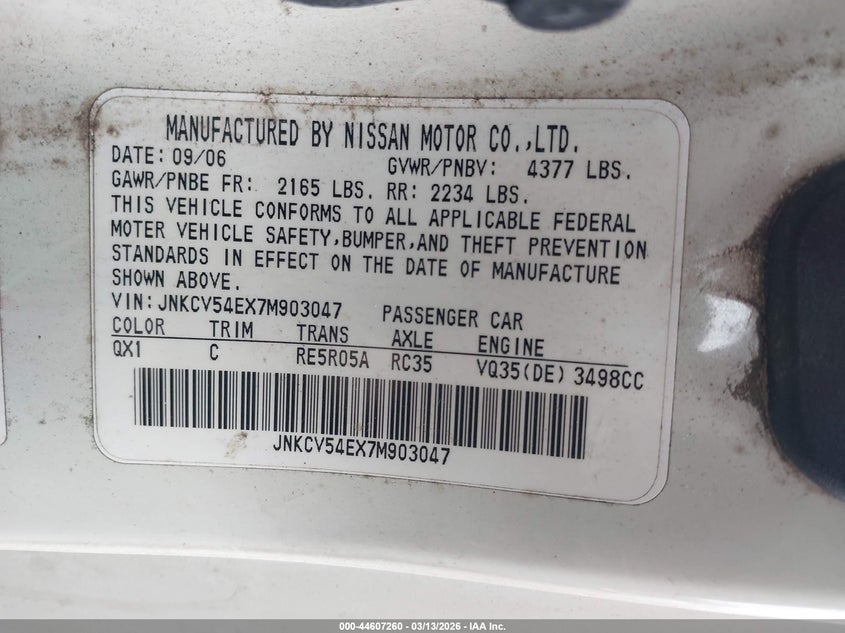 MANUFACTURED BY NISSAN MOTOR CO.,LTD.
DATE: 09/06 GVWR/PNBV: 4377 LBS.
GAWR/PNBE FR: 2165 LBS. RR: 2234 LBS.
THIS VEHICLE CONFORMS TO ALL APPLICABLE FEDERAL
MOTER VEHICLE SAFETY,BUMPER,AND THEFT PREVENTION
STANDARDS IN EFFECT ON THE DATE OF MANUFACTURE
SHOWN ABOVE.
VIN:JNKCV54EX7M903047 PASSENGER CAR
COLOR TRIM TRANS AXLE ENGINE
QX1 C RE5R05A RC35 VQ35(DE)3498CC
JNKCV54EX7M903047
000-44607260 - 03/13/2026 - IAA Inc.